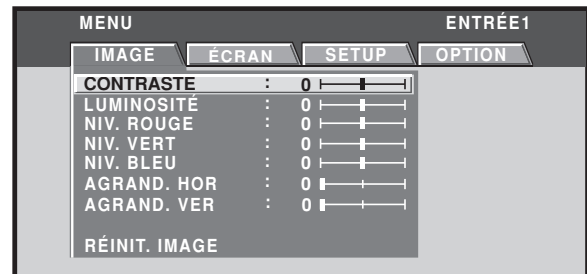 MENU ENTRÉE1
IMAGE ÉCRAN SETUP OPTION
CONTRASTE : 0
LUMINOSITÉ : 0
NIV. ROUGE : 0
NIV. VERT : 0
NIV. BLEU : 0
AGRAND. HOR : 0
AGRAND. VER : 0
RÉINIT. IMAGE